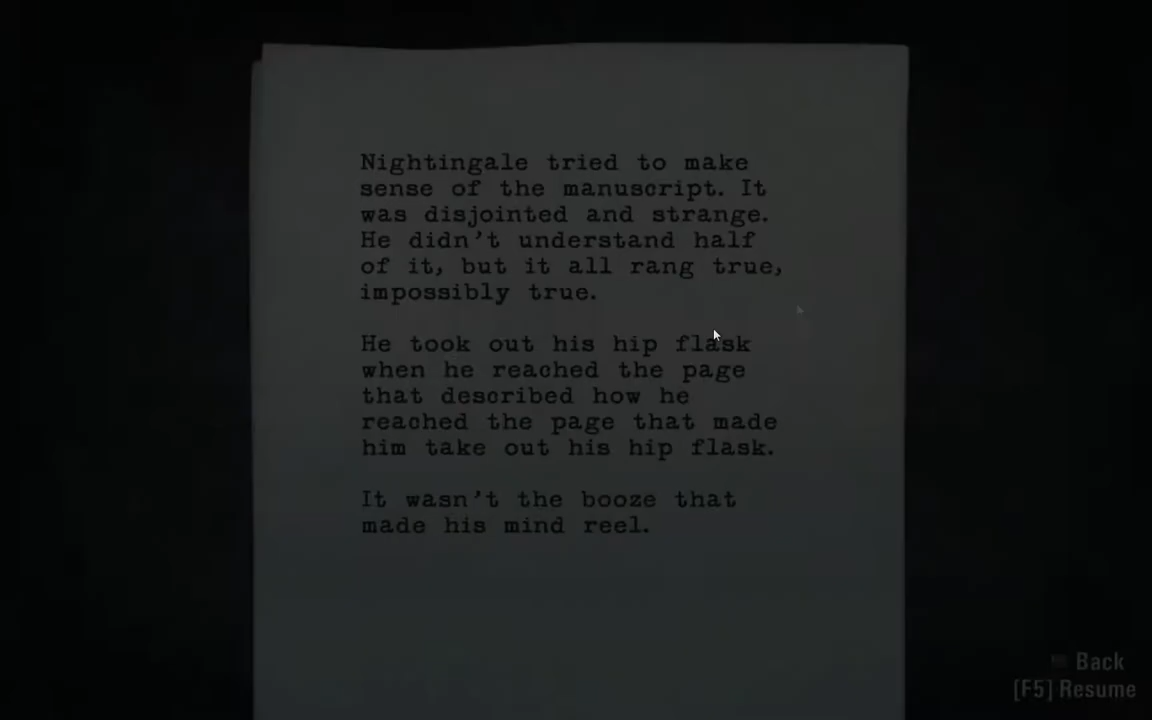 Nightingale tried to make
sense of the manuscript. It
was disjointed and strange.
He didn't understand half
of it, but it all rang true,
impossibly true.
He took out his hip flask
when he reached the page
that described how he
reached the page that made
him take out his hip flask.
It wasn't the booze that
made his mind reel.
Back
[F5] Resume